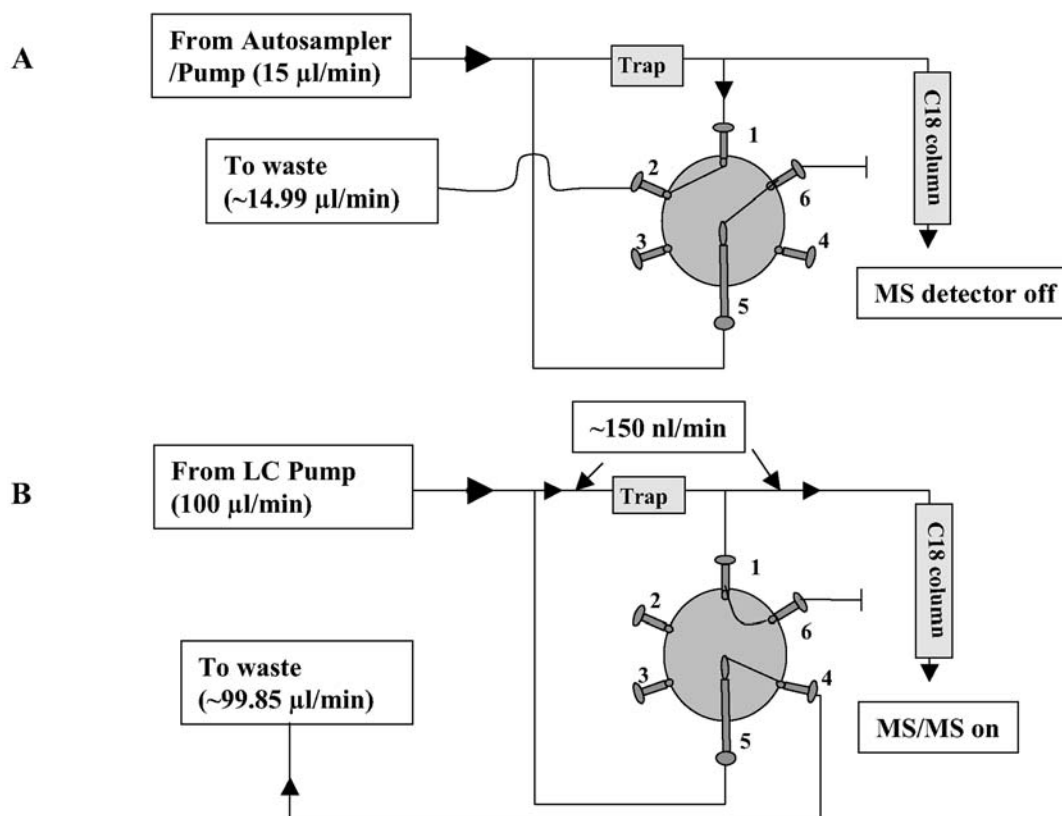 A
From Autosampler
/Pump (15 µl/min)
Trap
C18 column
1
To waste
(~14.99 µl/min)
2
6
3
4
5
MS detector off
~150 nl/min
B
From LC Pump
(100 µl/min)
Trap
C18 column
1
2
6
To waste
(~99.85 µl/min)
3
4
5
MS/MS on